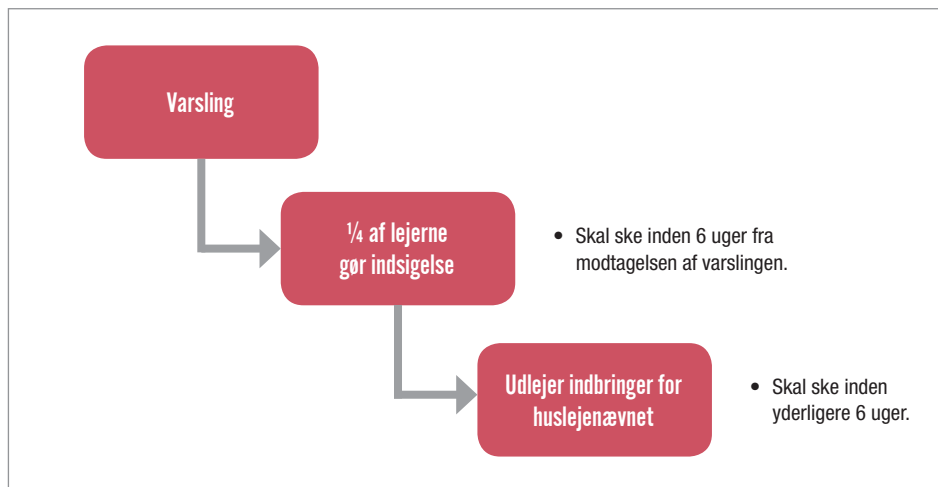 Varsling
¼ af lejerne
gør indsigelse
• Skal ske inden 6 uger fra
modtagelsen af varslingen.
Udlejer indbringer for
huslejenævnet
• Skal ske inden
yderligere 6 uger.